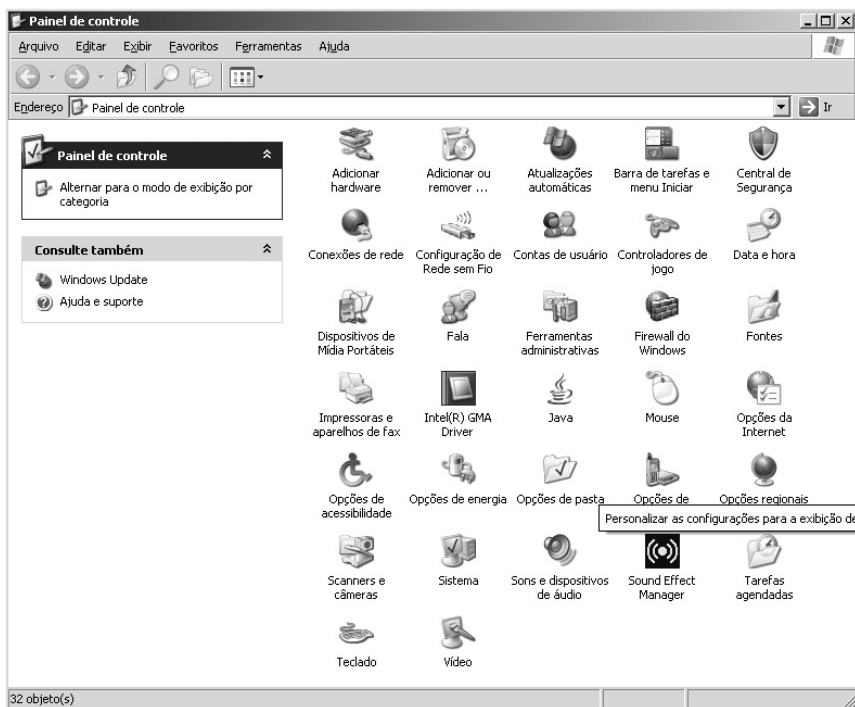 Painel de controle
Arquivo Editar Exibir Favoritos Ferramentas Ajuda
Endereço Painel de controle Ir
Painel de controle
Alternar para o modo de exibição por
categoria
Consulte também
Windows Update
Ajuda e suporte
Adicionar
hardware
Adicionar ou
remover ...
Atualizações
automáticas
Barra de tarefas e
menu Iniciar
Central de
Segurança
Conexões de rede
Configuração de
Rede sem Fio
Contas de usuário
Controladores de
jogo
Data e hora
Dispositivos de
Mídia Portáteis
Fala
Ferramentas
administrativas
Firewall do
Windows
Fontes
Impressoras e
aparelhos de fax
Intel(R) GMA
Driver
Java
Mouse
Opções da
Internet
Opções de
acessibilidade
Opções de energia
Opções de pasta
Opções de
Opções regionais
Personalizar as configurações para a exibição de
Scanners e
câmeras
Sistema
Sons e dispositivos
de áudio
Sound Effect
Manager
Tarefas
agendadas
Teclado
Vídeo
32 objeto(s)